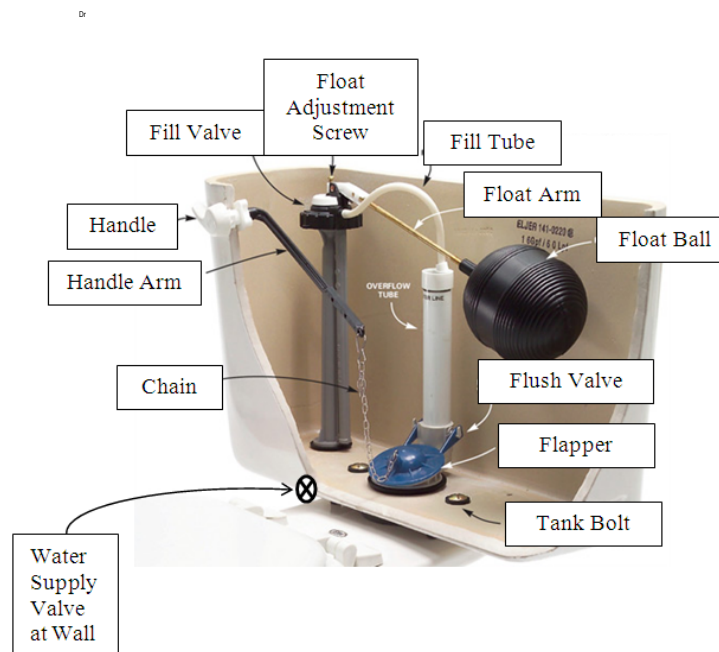 Dr
Float
Adjustment
Screw
Fill Valve
Fill Tube
Float Arm
Handle
Float Ball
Handle Arm
OVERFLOW
TUBE
Chain
Flush Valve
Flapper
Tank Bolt
Water
Supply
Valve
at Wall